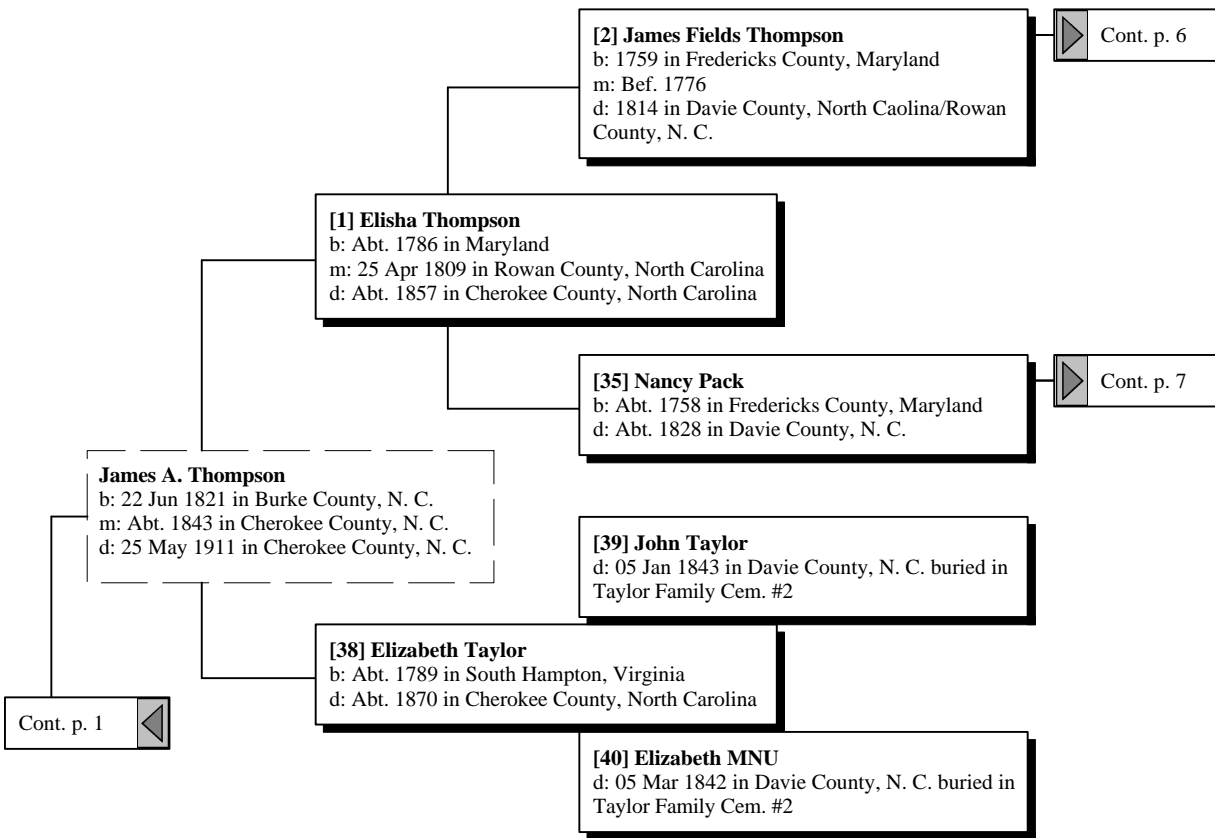 [2] James Fields Thompson
b: 1759 in Fredericks County, Maryland
m: Bef. 1776
d: 1814 in Davie County, North Caolina/Rowan
County, N. C.
Cont. p. 6
[1] Elisha Thompson
b: Abt. 1786 in Maryland
m: 25 Apr 1809 in Rowan County, North Carolina
d: Abt. 1857 in Cherokee County, North Carolina
[35] Nancy Pack
b: Abt. 1758 in Fredericks County, Maryland
d: Abt. 1828 in Davie County, N. C.
Cont. p. 7
James A. Thompson
b: 22 Jun 1821 in Burke County, N. C.
m: Abt. 1843 in Cherokee County, N. C.
d: 25 May 1911 in Cherokee County, N. C.
[39] John Taylor
d: 05 Jan 1843 in Davie County, N. C. buried in
Taylor Family Cem. #2
[38] Elizabeth Taylor
b: Abt. 1789 in South Hampton, Virginia
d: Abt. 1870 in Cherokee County, North Carolina
Cont. p. 1
[40] Elizabeth MNU
d: 05 Mar 1842 in Davie County, N. C. buried in
Taylor Family Cem. #2